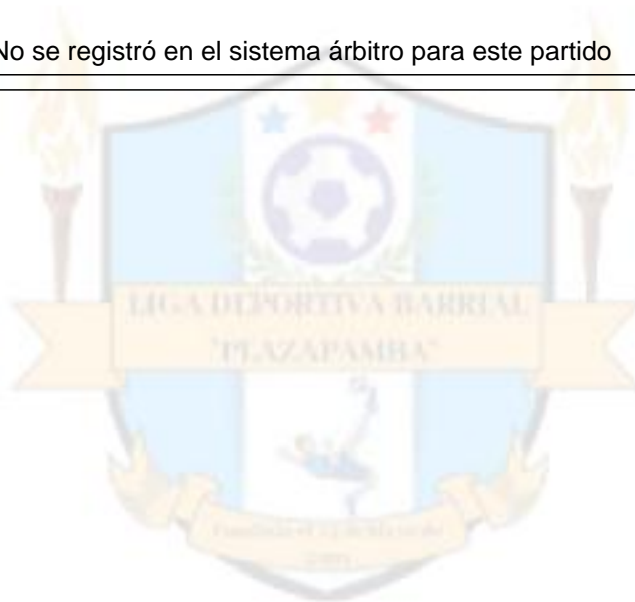 No se registró en el sistema árbitro para este partido
LIGA DEPORTIVA BARRIAL
"PLAZAPAMBA"